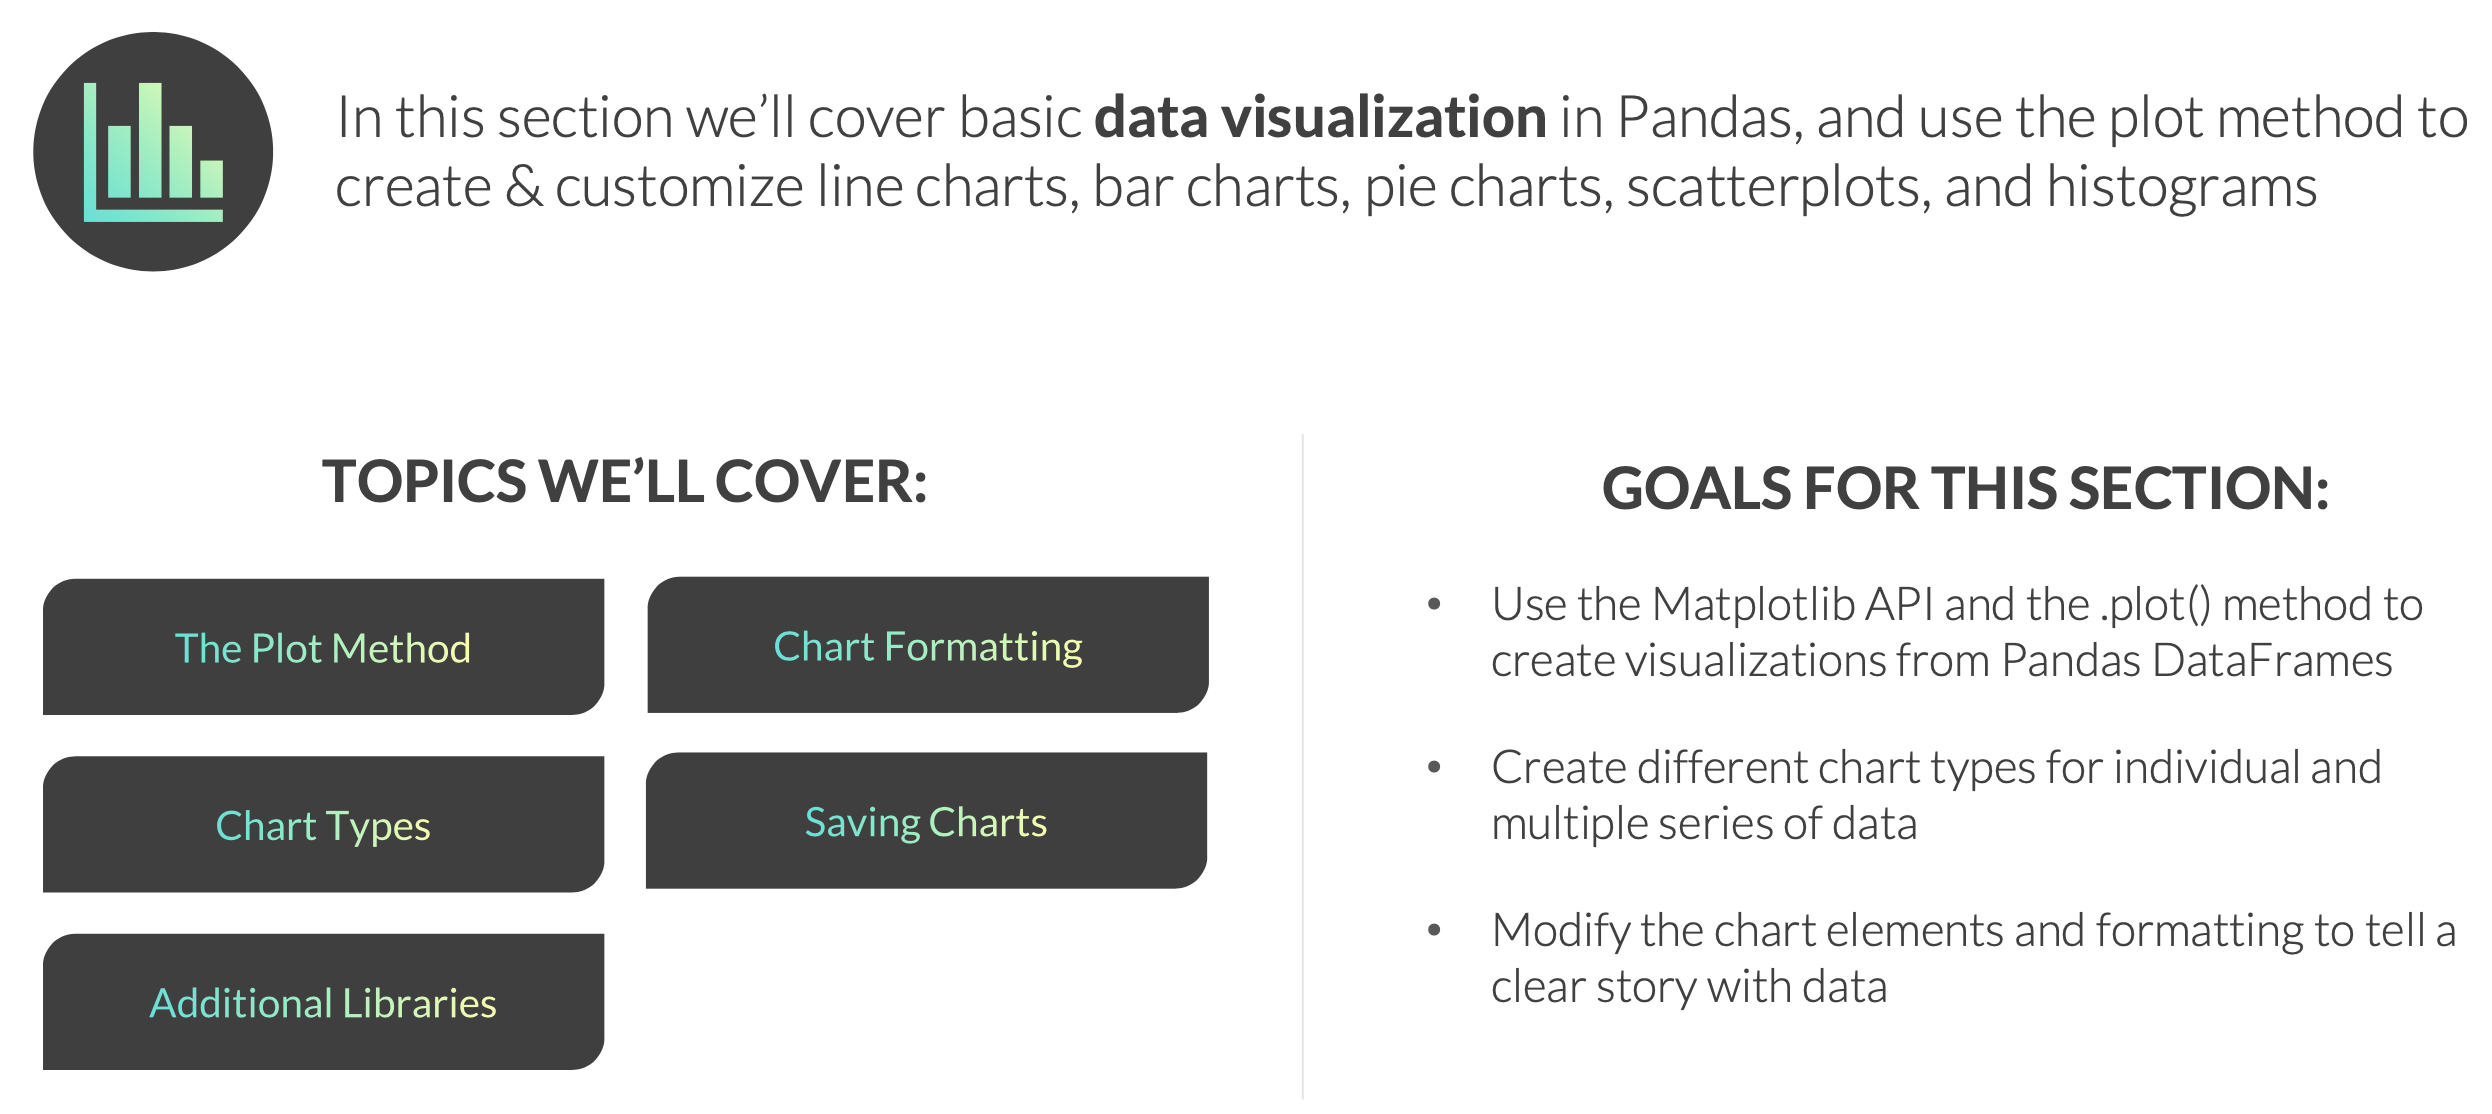 In this section we’ll cover basic data visualization in Pandas, and use the plot method to
create & customize line charts, bar charts, pie charts, scatterplots, and histograms
TOPICS WE’LL COVER:
The Plot Method
Chart Formatting
Chart Types
Saving Charts
Additional Libraries
GOALS FOR THIS SECTION:
• Use the Matplotlib API and the .plot() method to
create visualizations from Pandas DataFrames
• Create different chart types for individual and
multiple series of data
• Modify the chart elements and formatting to tell a
clear story with data